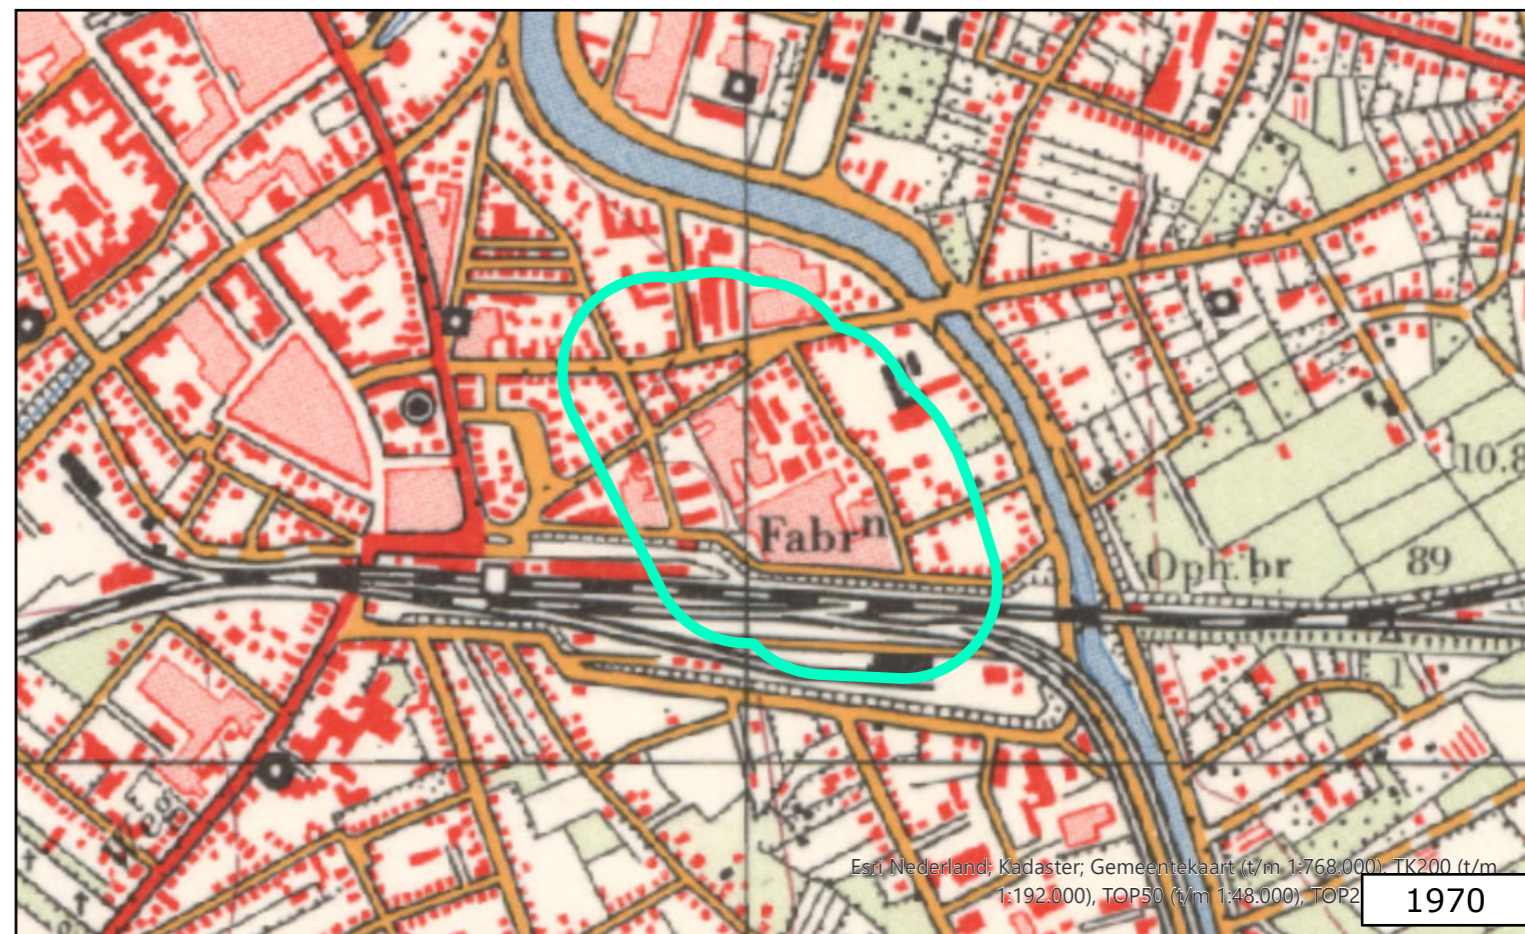 10.8
Fabrn
Oph. br
89
1
Weg
Esri Nederland; Kadaster; Gemeentekaart (t/m 1:768.000), TK200 (t/m
1:192.000), TOP50 (t/m 1:48.000), TOP2
1970